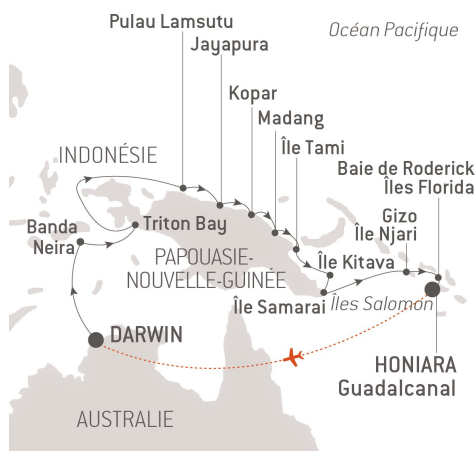 Pulau Lamsutu
Océan Pacifique
Jayapura
Kopar
Madang
Île Tami
INDONÉSIE
Baie de Roderick
Îles Florida
Gizo
Île Njari
Banda
Neira
Triton Bay
PAPOUASIE-
NOUVELLE-GUINÉE
Île Kitava
Île Samarai
Îles Salomon
DARWIN
HONIARA
Guadalcanal
AUSTRALIE